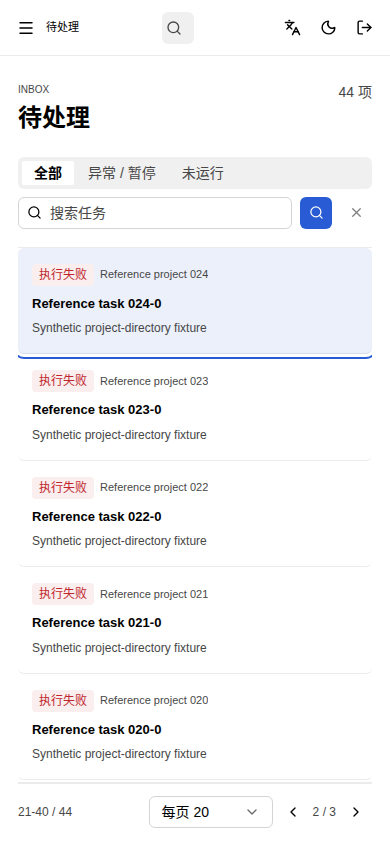 待处理
INBOX
44 项
待处理
全部 异常 / 暂停 未运行
搜索任务
执行失败 Reference project 024
Reference task 024-0
Synthetic project-directory fixture
执行失败 Reference project 023
Reference task 023-0
Synthetic project-directory fixture
执行失败 Reference project 022
Reference task 022-0
Synthetic project-directory fixture
执行失败 Reference project 021
Reference task 021-0
Synthetic project-directory fixture
执行失败 Reference project 020
Reference task 020-0
Synthetic project-directory fixture
21-40 / 44 每页 20 2 / 3